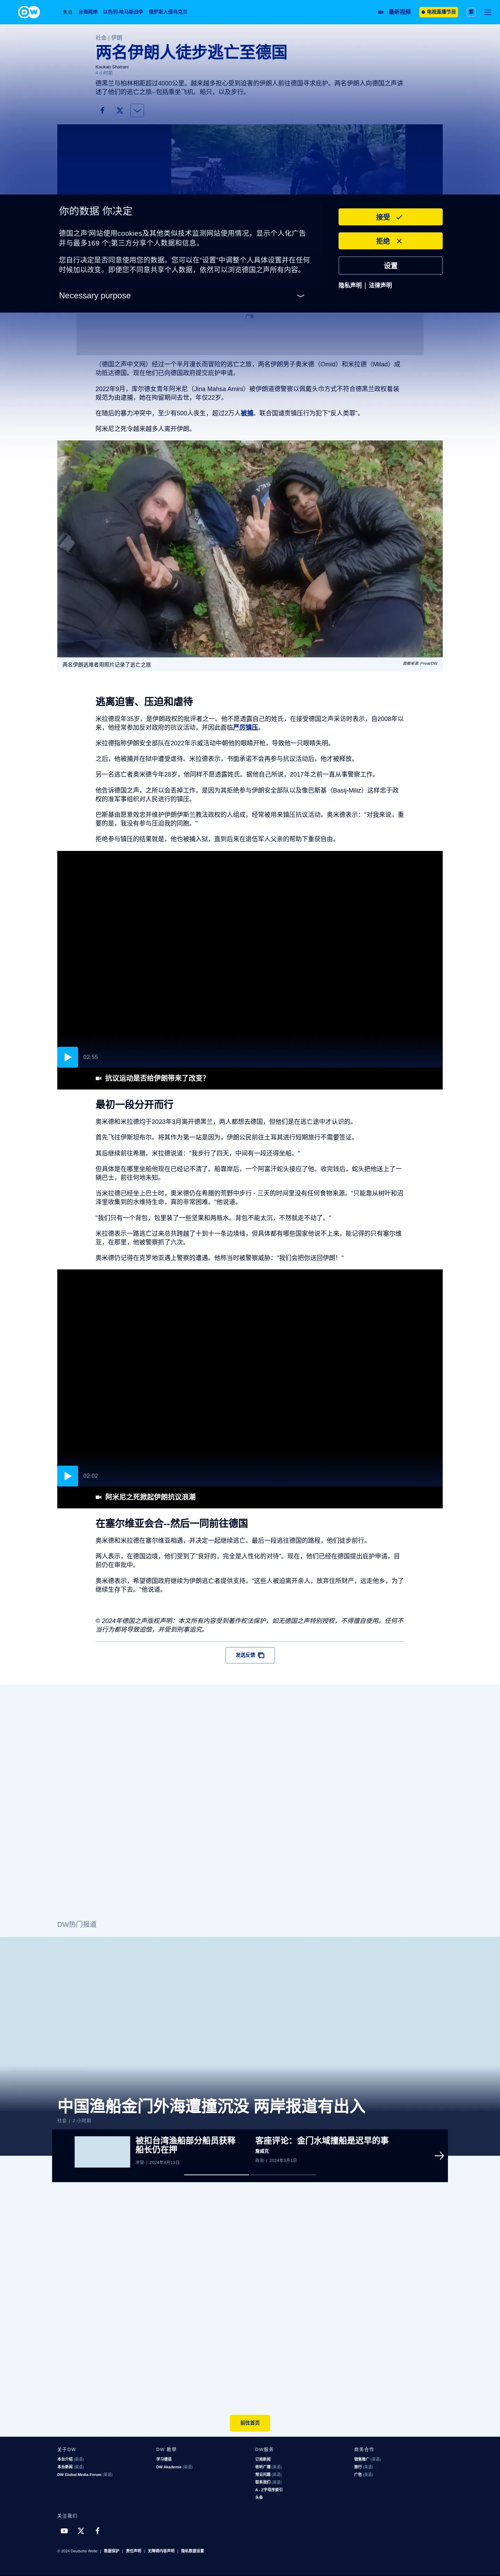 DW
焦点 台海两岸 以色列-哈马斯战争 俄罗斯入侵乌克兰
最新视频
电视直播节目
繁
社会 | 伊朗
两名伊朗人徒步逃亡至德国
Kaukab Shairani
德黑兰与柏林相距超过4000公里。越来越多担心受到迫害的伊朗人前往德国寻求庇护。两名伊朗人向德国之声讲
述了他们的逃亡之旅--包括乘坐飞机、船只，以及步行。
你的数据 你决定
德国之声'网站使用cookies及其他类似技术监测网站使用情况，显示个人化广告
并与最多169 个;第三方分享个人数据和信息。
您自行决定是否同意使用您的数据。您可以在"设置"中调整个人具体设置并在任何
时候加以改变。即便您不同意共享个人数据，依然可以浏览德国之声所有内容。
Necessary purpose
接受
拒绝
设置
隐私声明 | 法律声明
广告
（德国之声中文网）经过一个半月漫长而冒险的逃亡之旅，两名伊朗男子奥米德（Omid）和米拉德（Milad）成
功抵达德国。现在他们已向德国政府提交庇护申请。
2022年9月，库尔德女青年阿米尼（Jina Mahsa Amini）被伊朗道德警察以佩戴头巾方式不符合德黑兰政权着装
规范为由逮捕，她在拘留期间去世，年仅22岁。
在随后的暴力冲突中，至少有500人丧生，超过2万人被捕。联合国谴责镇压行为犯下"反人类罪"。
阿米尼之死令越来越多人离开伊朗。
两名伊朗逃难者用照片记录了逃亡之旅
图像来源: Privat/DW
逃离迫害、压迫和虐待
米拉德现年35岁，是伊朗政权的批评者之一。他不愿透露自己的姓氏，在接受德国之声采访时表示，自2008年以
来，他经常参加反对政府的抗议活动，并因此面临严厉镇压。
米拉德指称伊朗安全部队在2022年示威活动中朝他的眼睛开枪，导致他一只眼睛失明。
之后，他被捕并在狱中遭受虐待。米拉德表示，书面承诺不会再参与抗议活动后，他才被释放。
另一名逃亡者奥米德今年28岁，他同样不愿透露姓氏。据他自己所说，2017年之前一直从事警察工作。
他告诉德国之声，之所以会丢掉工作，是因为其拒绝参与伊朗安全部队以及像巴斯基（Basij-Miliz）这样忠于政
权的准军事组织对人民进行的镇压。
巴斯基由愿意效忠并维护伊朗伊斯兰教法政权的人组成，经常被用来镇压抗议活动。奥米德表示："对我来说，重
要的是，我没有参与压迫我的同胞。"
拒绝参与镇压的结果就是，他也被捕入狱，直到后来在退伍军人父亲的帮助下重获自由。
02:55
抗议运动是否给伊朗带来了改变？
最初一段分开而行
奥米德和米拉德均于2023年3月离开德黑兰，两人都想去德国，但他们是在逃亡途中才认识的。
首先飞往伊斯坦布尔。将其作为第一站是因为，伊朗公民前往土耳其进行短期旅行不需要签证。
其后继续前往希腊，米拉德说道："我步行了四天，中间有一段还得坐船。"
但具体是在哪里坐船他现在已经记不清了。船靠岸后，一个阿富汗蛇头接应了他。收完钱后，蛇头把他送上了一
辆巴士，前往何地未知。
当米拉德已经坐上巴士时，奥米德仍在希腊的荒野中步行 - 三天的时间里没有任何食物来源。"只能靠从树叶和沼
泽里收集到的水维持生命，真的非常困难。"他说道。
"我们只有一个背包，包里装了一些坚果和两瓶水。背包不能太沉，不然就走不动了。"
米拉德表示一路逃亡过来总共跨越了十到十一条边境线，但具体都有哪些国家他说不上来，能记得的只有塞尔维
亚，在那里，他被警察抓了六次。
奥米德仍记得在克罗地亚遇上警察的遭遇。他称当时被警察威胁："我们会把你送回伊朗！"
02:02
阿米尼之死掀起伊朗抗议浪潮
在塞尔维亚会合--然后一同前往德国
奥米德和米拉德在塞尔维亚相遇，并决定一起继续逃亡。最后一段逃往德国的路程，他们徒步前行。
两人表示，在德国边境，他们受到了"良好的，完全是人性化的对待"。现在，他们已经在德国提出庇护申请，目
前仍在审批中。
奥米德表示，希望德国政府继续为伊朗逃亡者提供支持。"这些人被迫离开亲人，放弃住所财产，远走他乡，为了
继续生存下去。"他说道。
© 2024年德国之声版权声明：本文所有内容受到著作权法保护，如无德国之声特别授权，不得擅自使用。任何不
当行为都将导致追偿，并受到刑事追究。
发送反馈
DW热门报道
中国渔船金门外海遭撞沉没 两岸报道有出入
社会 | 2 小时前
被扣台湾渔船部分船员获释
船长仍在押
冲突 | 2024年8月13日
客座评论：金门水域撞船是迟早的事
詹威克
政治 | 2024年3月1日
前往首页
关于DW
本台介绍 (英语)
本台新闻 (英语)
DW Global Media Forum (英语)
DW 教学
学习德语
DW Akademie (英语)
DW服务
订阅新闻
收听广播 (英语)
常见问题 (英语)
联系我们 (英语)
A - Z字母序索引
头条
商务合作
销售推广 (英语)
旅行 (英语)
广告 (英语)
关注我们
© 2024 Deutsche Welle | 数据保护 | 责任声明 | 无障碍内容声明 | 隐私数据设置